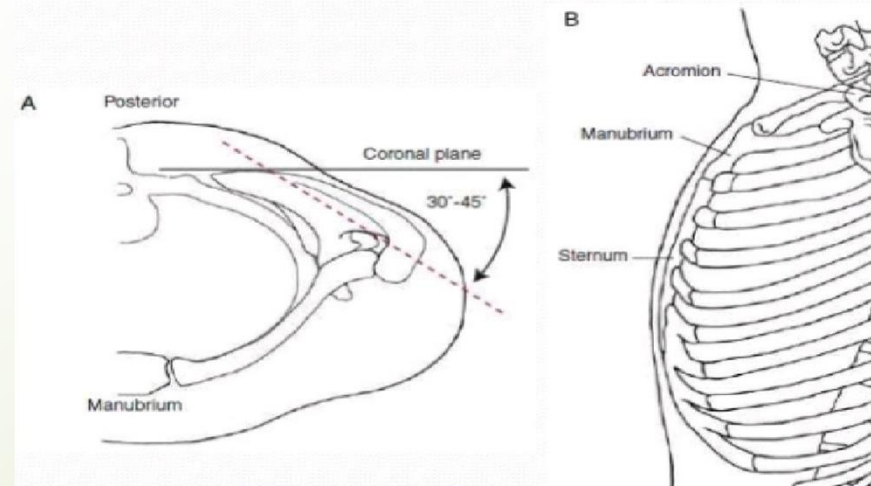 A
Posterior
Coronal plane
30°-45°
Manubrium
B
Acromion
Manubrium
Sternum